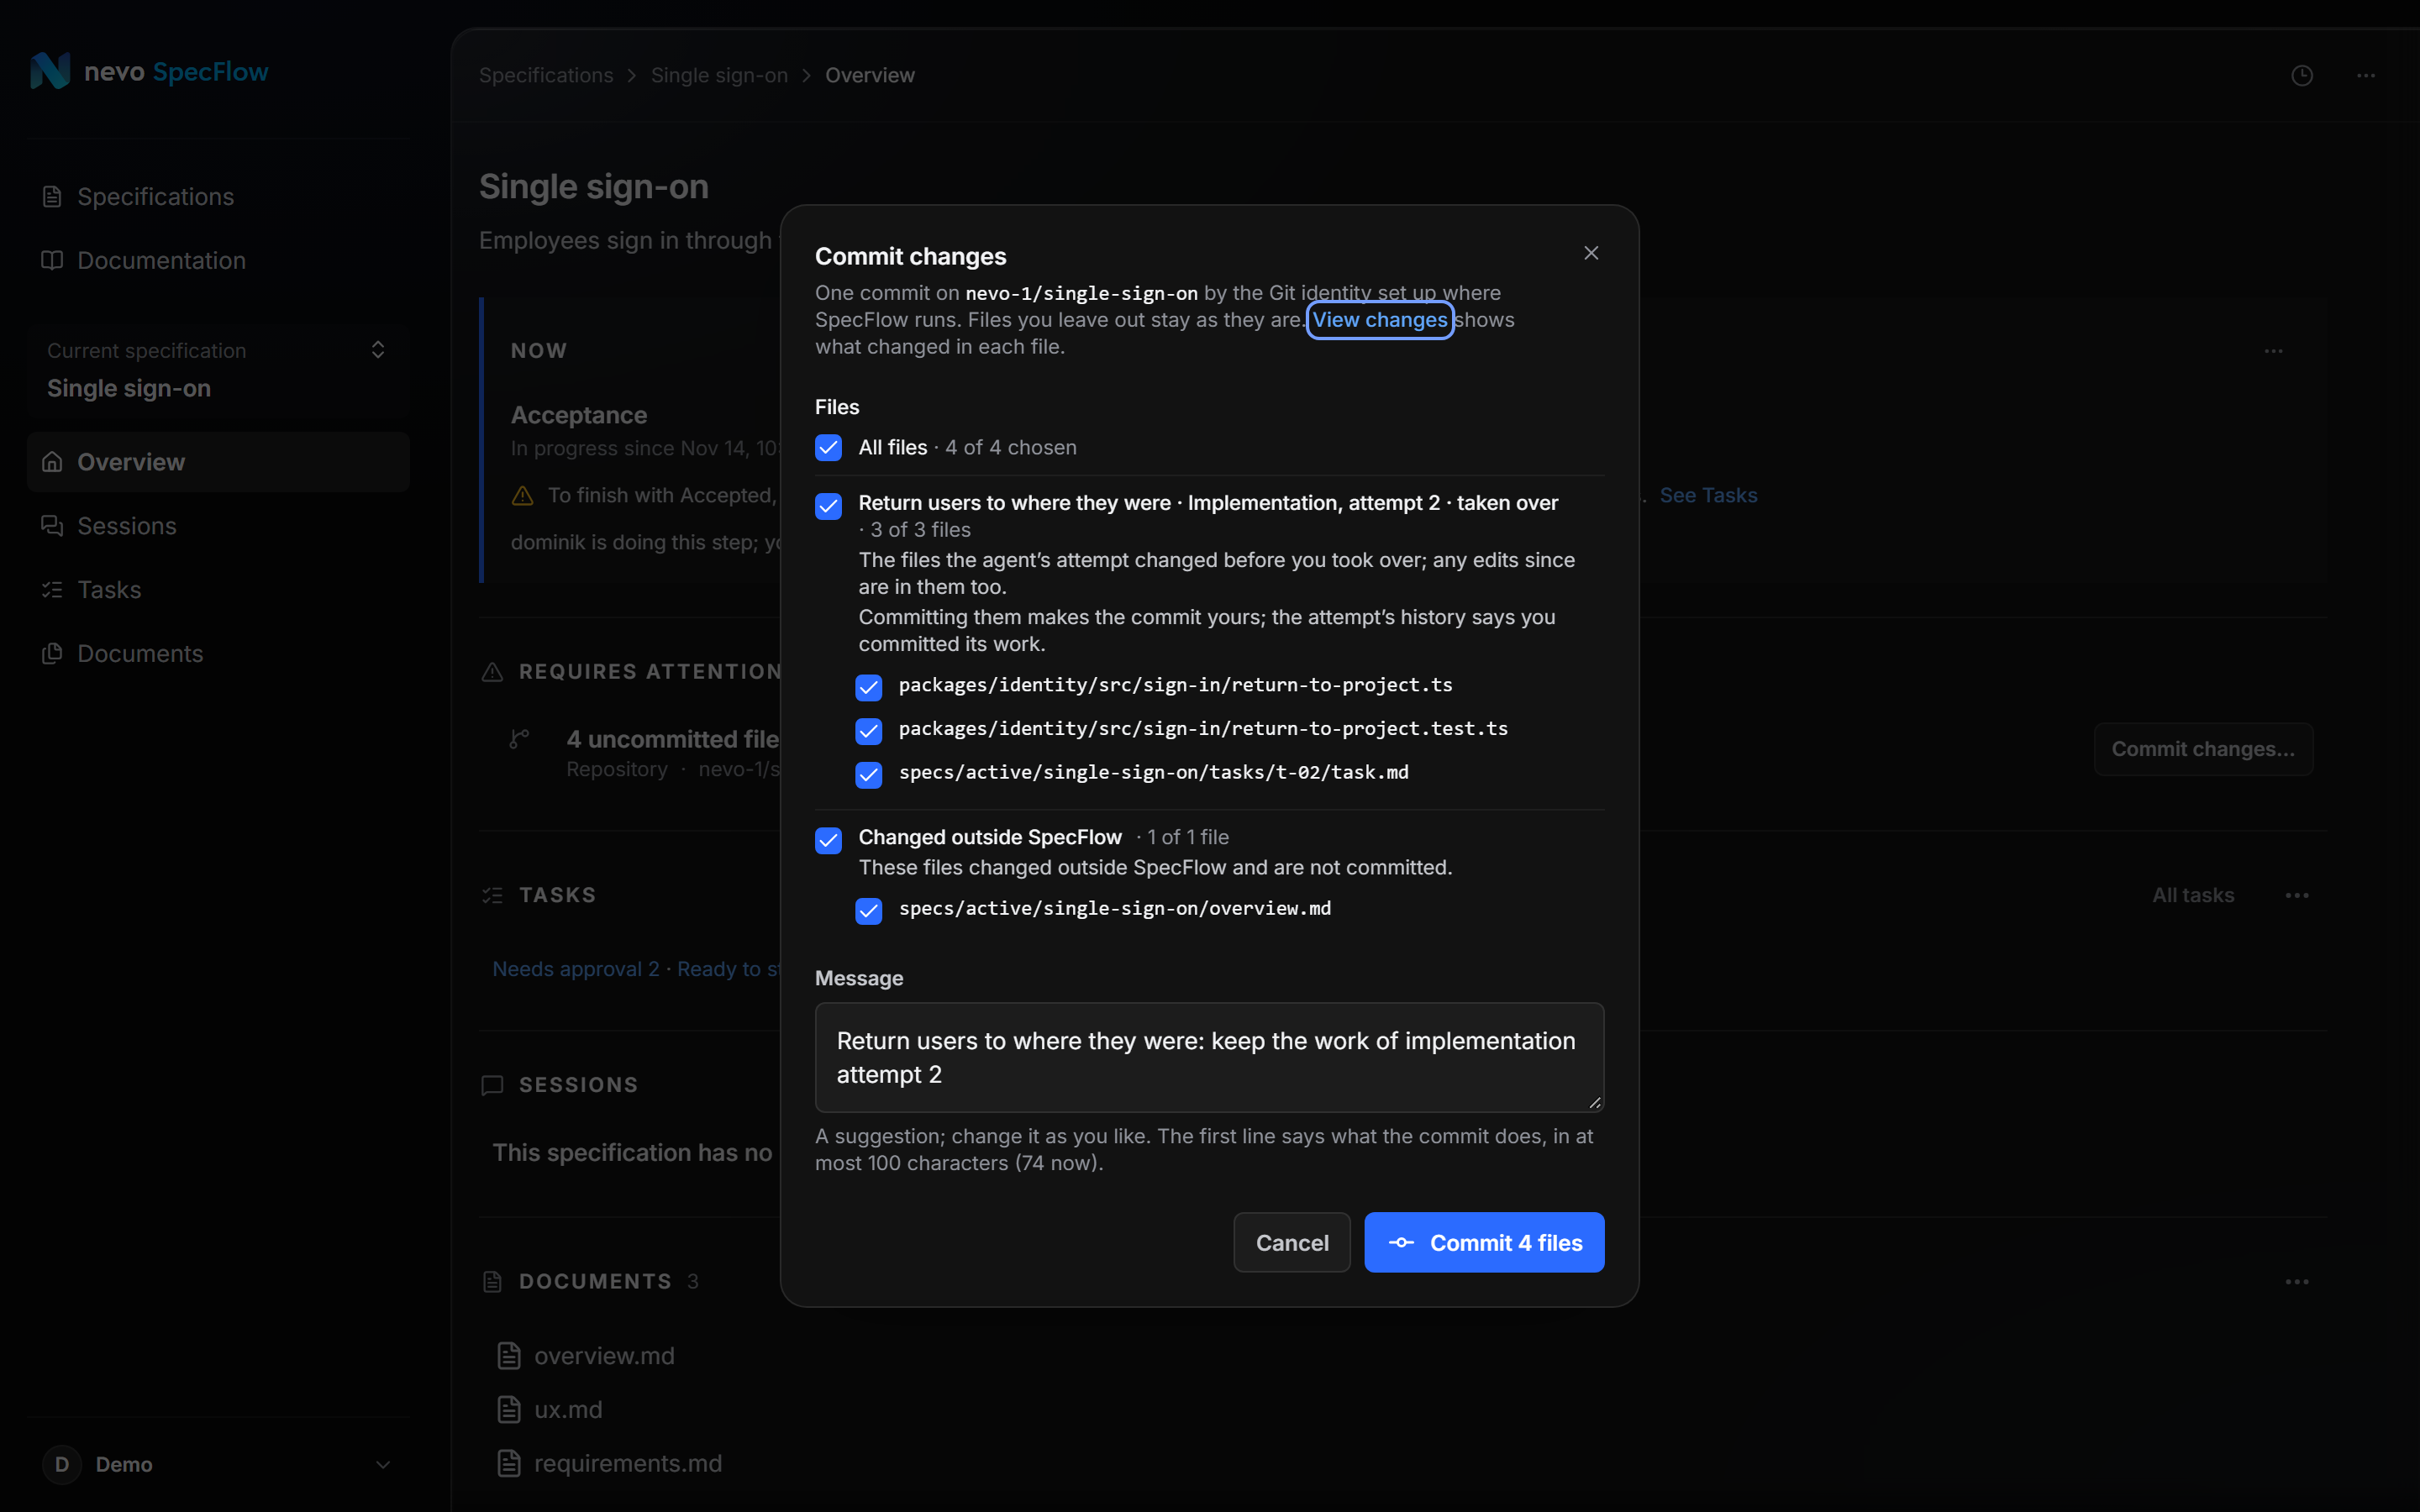 nevo SpecFlow
Specifications
Documentation
Current specification
Single sign-on
Overview
Sessions
Tasks
Documents
D Demo
Specifications > Single sign-on > Overview
Single sign-on
Employees sign in through
NOW
Acceptance
In progress since Nov 14, 10:
To finish with Accepted,
. See Tasks
dominik is doing this step; yo
REQUIRES ATTENTION
4 uncommitted file
Repository · nevo-1/s
Commit changes...
TASKS
All tasks
Needs approval 2 · Ready to st
SESSIONS
This specification has no
DOCUMENTS 3
overview.md
ux.md
requirements.md
Commit changes
One commit on nevo-1/single-sign-on by the Git identity set up where
SpecFlow runs. Files you leave out stay as they are. View changes shows
what changed in each file.
Files
All files · 4 of 4 chosen
Return users to where they were · Implementation, attempt 2 · taken over
· 3 of 3 files
The files the agent’s attempt changed before you took over; any edits since
are in them too.
Committing them makes the commit yours; the attempt’s history says you
committed its work.
packages/identity/src/sign-in/return-to-project.ts
packages/identity/src/sign-in/return-to-project.test.ts
specs/active/single-sign-on/tasks/t-02/task.md
Changed outside SpecFlow · 1 of 1 file
These files changed outside SpecFlow and are not committed.
specs/active/single-sign-on/overview.md
Message
Return users to where they were: keep the work of implementation
attempt 2
A suggestion; change it as you like. The first line says what the commit does, in at
most 100 characters (74 now).
Cancel
Commit 4 files